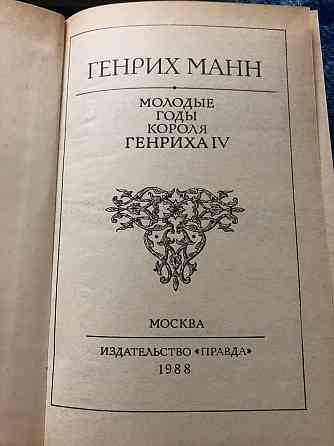 ГЕНРИХ МАНН
МОЛОДЫЕ
ГОДЫ
КОРОЛЯ
ГЕНРИХА IV
МОСКВА
ИЗДАТЕЛЬСТВО «ПРАВДА»
1988